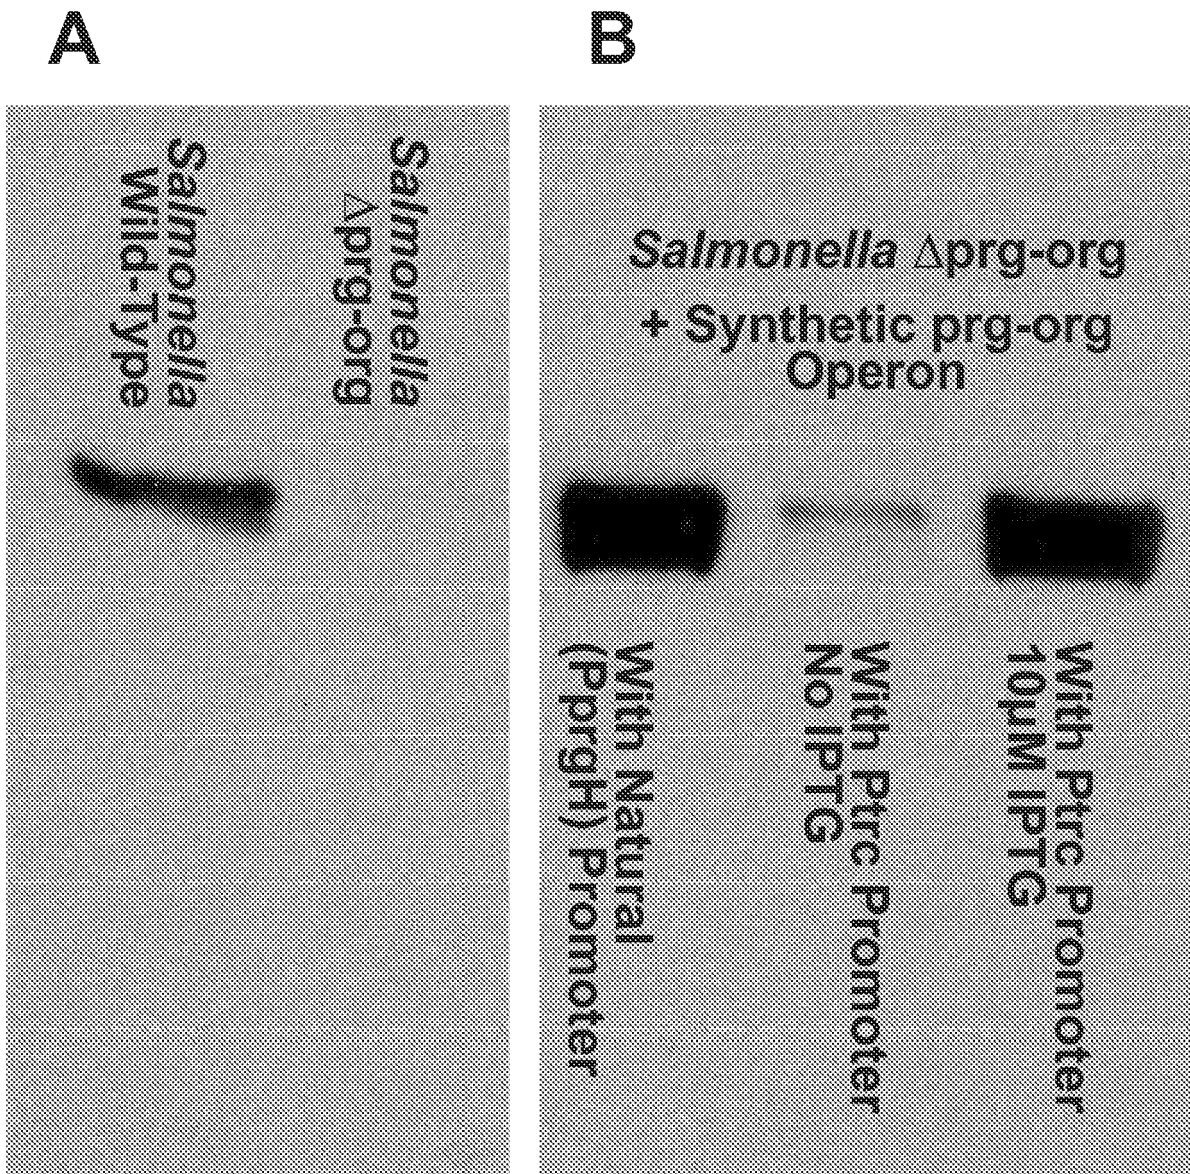 A
B
Salmonella
Wild-Type
Salmonella
Δprg-org
Salmonella Δprg-org
+ Synthetic prg-org
Operon
With Natural
(PprgH) Promoter
With Ptrc Promoter
No IPTG
With Ptrc Promoter
10µM IPTG